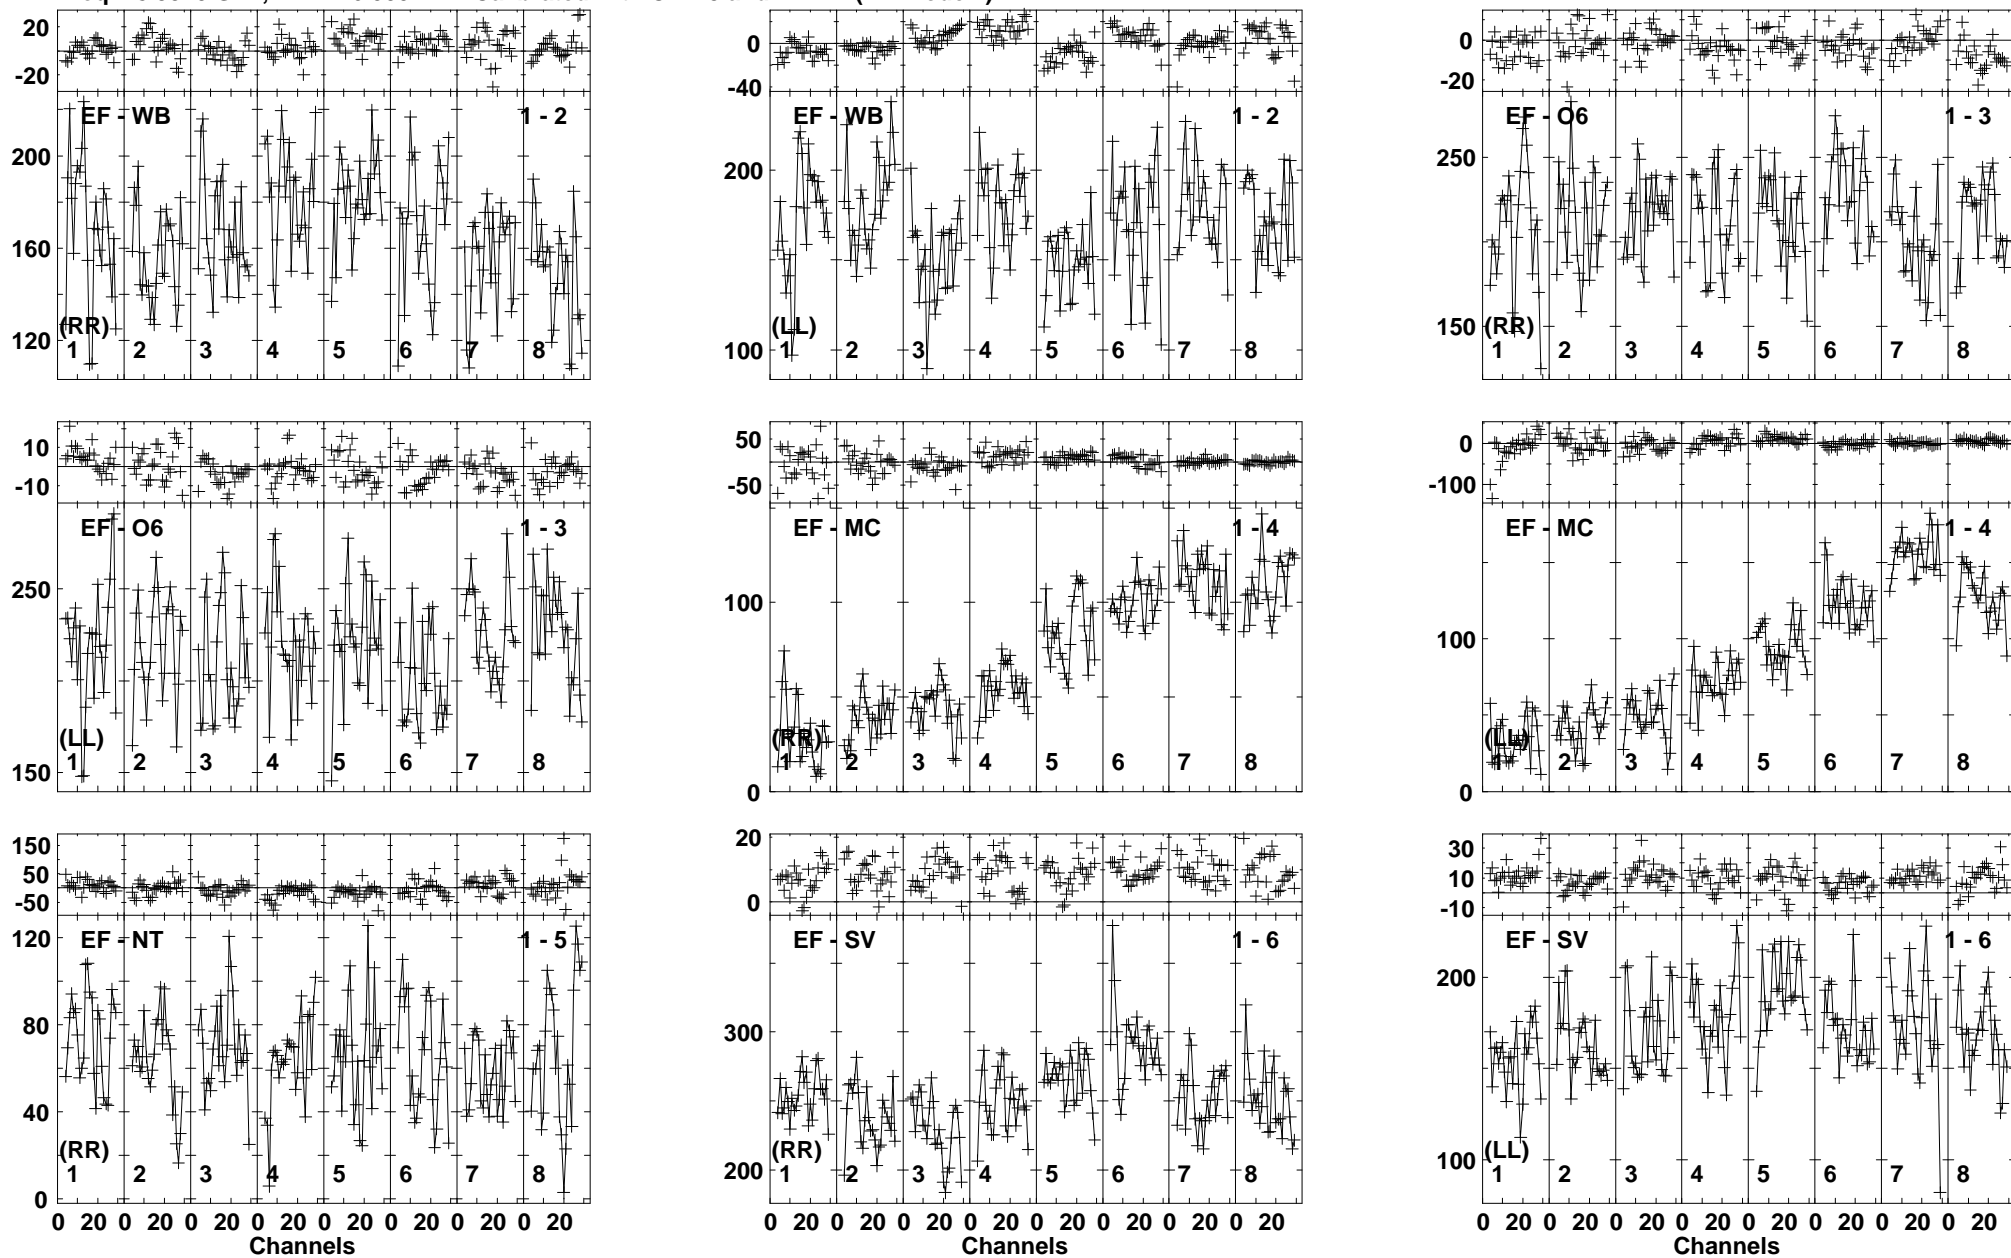 20 0 -20
EF - WB 1 - 2
200 160 120
(RR)
1 2 3 4 5 6 7 8
0 -40
EF - WB 1 - 2
200 100
(LL)
1 2 3 4 5 6 7 8
0 -20
EF - O6 1 - 3
250 150
(RR)
1 2 3 4 5 6 7 8
10 -10
EF - O6 1 - 3
250 150
(LL)
1 2 3 4 5 6 7 8
50 -50
EF - MC 1 - 4
100 0
(RR)
1 2 3 4 5 6 7 8
0 -100
EF - MC 1 - 4
100 0
(LL)
1 2 3 4 5 6 7 8
150 50 -50
EF - NT 1 - 5
120 80 40 0
(RR)
1 2 3 4 5 6 7 8
0 20 0 20 0 20 0 20 0 20 0 20 0 20 0 20
Channels
20 0
EF - SV 1 - 6
300 200
(RR)
1 2 3 4 5 6 7 8
0 20 0 20 0 20 0 20 0 20 0 20 0 20 0 20
Channels
30 10 -10
EF - SV 1 - 6
200 100
(LL)
1 2 3 4 5 6 7 8
0 20 0 20 0 20 0 20 0 20 0 20 0 20 0 20
Channels